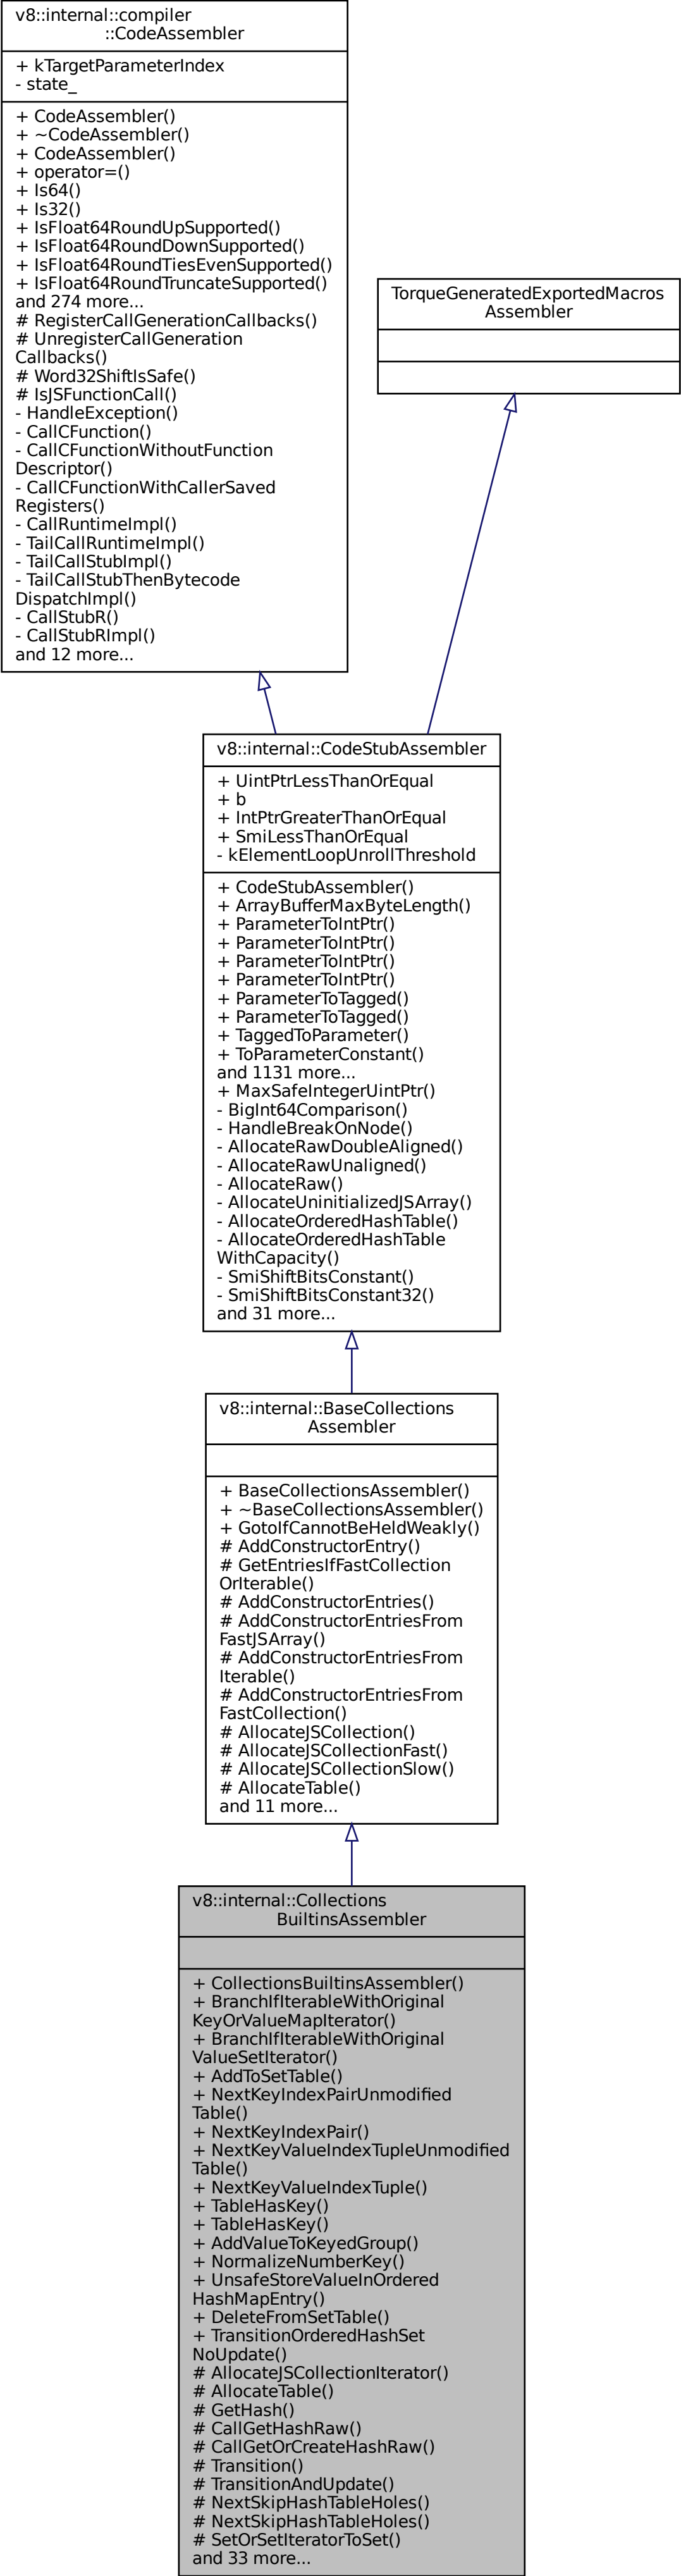 v8::internal::compiler
::CodeAssembler
+ kTargetParameterIndex
- state_
+ CodeAssembler()
+ ~CodeAssembler()
+ CodeAssembler()
+ operator=()
+ Is64()
+ Is32()
+ IsFloat64RoundUpSupported()
+ IsFloat64RoundDownSupported()
+ IsFloat64RoundTiesEvenSupported()
+ IsFloat64RoundTruncateSupported()
and 274 more...
# RegisterCallGenerationCallbacks()
# UnregisterCallGeneration
Callbacks()
# Word32ShiftIsSafe()
# IsJSFunctionCall()
- HandleException()
- CallCFunction()
- CallCFunctionWithoutFunction
Descriptor()
- CallCFunctionWithCallerSaved
Registers()
- CallRuntimeImpl()
- TailCallRuntimeImpl()
- TailCallStubImpl()
- TailCallStubThenBytecode
DispatchImpl()
- CallStubR()
- CallStubRImpl()
and 12 more...
TorqueGeneratedExportedMacros
Assembler
v8::internal::CodeStubAssembler
+ UintPtrLessThanOrEqual
+ b
+ IntPtrGreaterThanOrEqual
+ SmiLessThanOrEqual
- kElementLoopUnrollThreshold
+ CodeStubAssembler()
+ ArrayBufferMaxByteLength()
+ ParameterToIntPtr()
+ ParameterToIntPtr()
+ ParameterToIntPtr()
+ ParameterToIntPtr()
+ ParameterToTagged()
+ ParameterToTagged()
+ TaggedToParameter()
+ ToParameterConstant()
and 1131 more...
+ MaxSafeIntegerUintPtr()
- BigInt64Comparison()
- HandleBreakOnNode()
- AllocateRawDoubleAligned()
- AllocateRawUnaligned()
- AllocateRaw()
- AllocateUninitializedJSArray()
- AllocateOrderedHashTable()
- AllocateOrderedHashTable
WithCapacity()
- SmiShiftBitsConstant()
- SmiShiftBitsConstant32()
and 31 more...
v8::internal::BaseCollections
Assembler
+ BaseCollectionsAssembler()
+ ~BaseCollectionsAssembler()
+ GotoIfCannotBeHeldWeakly()
# AddConstructorEntry()
# GetEntriesIfFastCollection
OrIterable()
# AddConstructorEntries()
# AddConstructorEntriesFrom
FastJSArray()
# AddConstructorEntriesFrom
Iterable()
# AddConstructorEntriesFrom
FastCollection()
# AllocateJSCollection()
# AllocateJSCollectionFast()
# AllocateJSCollectionSlow()
# AllocateTable()
and 11 more...
v8::internal::Collections
BuiltinsAssembler
+ CollectionsBuiltinsAssembler()
+ BranchIfIterableWithOriginal
KeyOrValueMapIterator()
+ BranchIfIterableWithOriginal
ValueSetIterator()
+ AddToSetTable()
+ NextKeyIndexPairUnmodified
Table()
+ NextKeyIndexPair()
+ NextKeyValueIndexTupleUnmodified
Table()
+ NextKeyValueIndexTuple()
+ TableHasKey()
+ TableHasKey()
+ AddValueToKeyedGroup()
+ NormalizeNumberKey()
+ UnsafeStoreValueInOrdered
HashMapEntry()
+ DeleteFromSetTable()
+ TransitionOrderedHashSet
NoUpdate()
# AllocateJSCollectionIterator()
# AllocateTable()
# GetHash()
# CallGetHashRaw()
# CallGetOrCreateHashRaw()
# Transition()
# TransitionAndUpdate()
# NextSkipHashTableHoles()
# NextSkipHashTableHoles()
# SetOrSetIteratorToSet()
and 33 more...